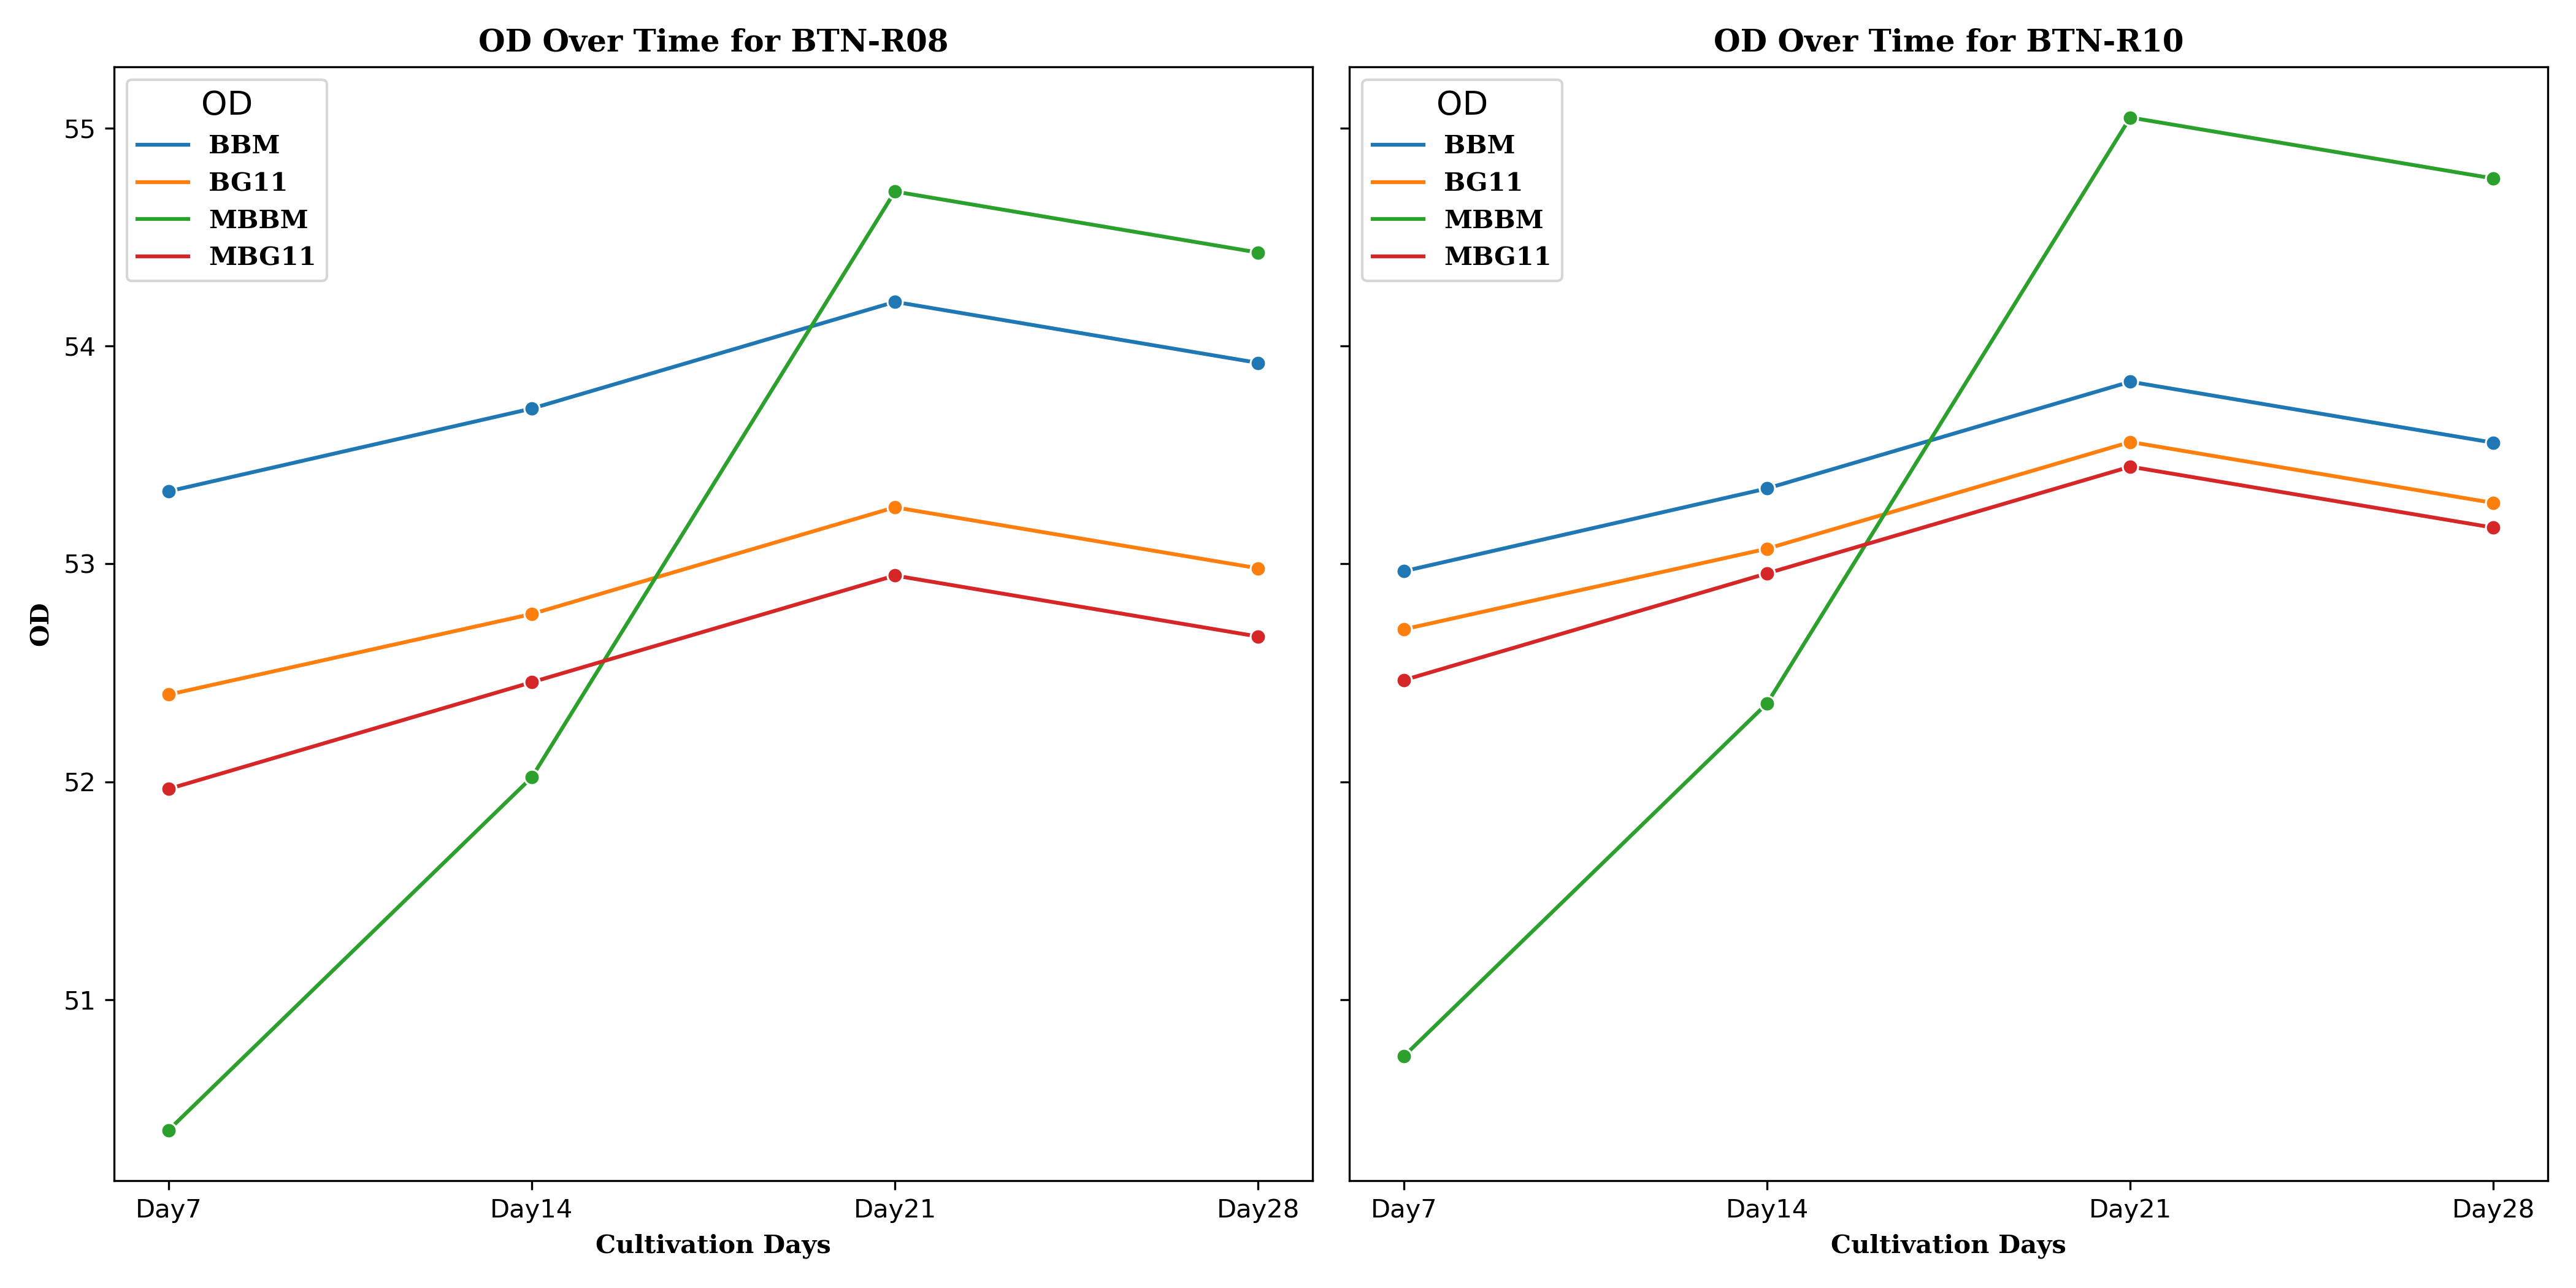 OD Over Time for BTN-R08
OD
BBM
BG11
MBBM
MBG11
55
54
53
52
51
OD
Day7 Day14 Day21 Day28
Cultivation Days
OD Over Time for BTN-R10
OD
BBM
BG11
MBBM
MBG11
Day7 Day14 Day21 Day28
Cultivation Days